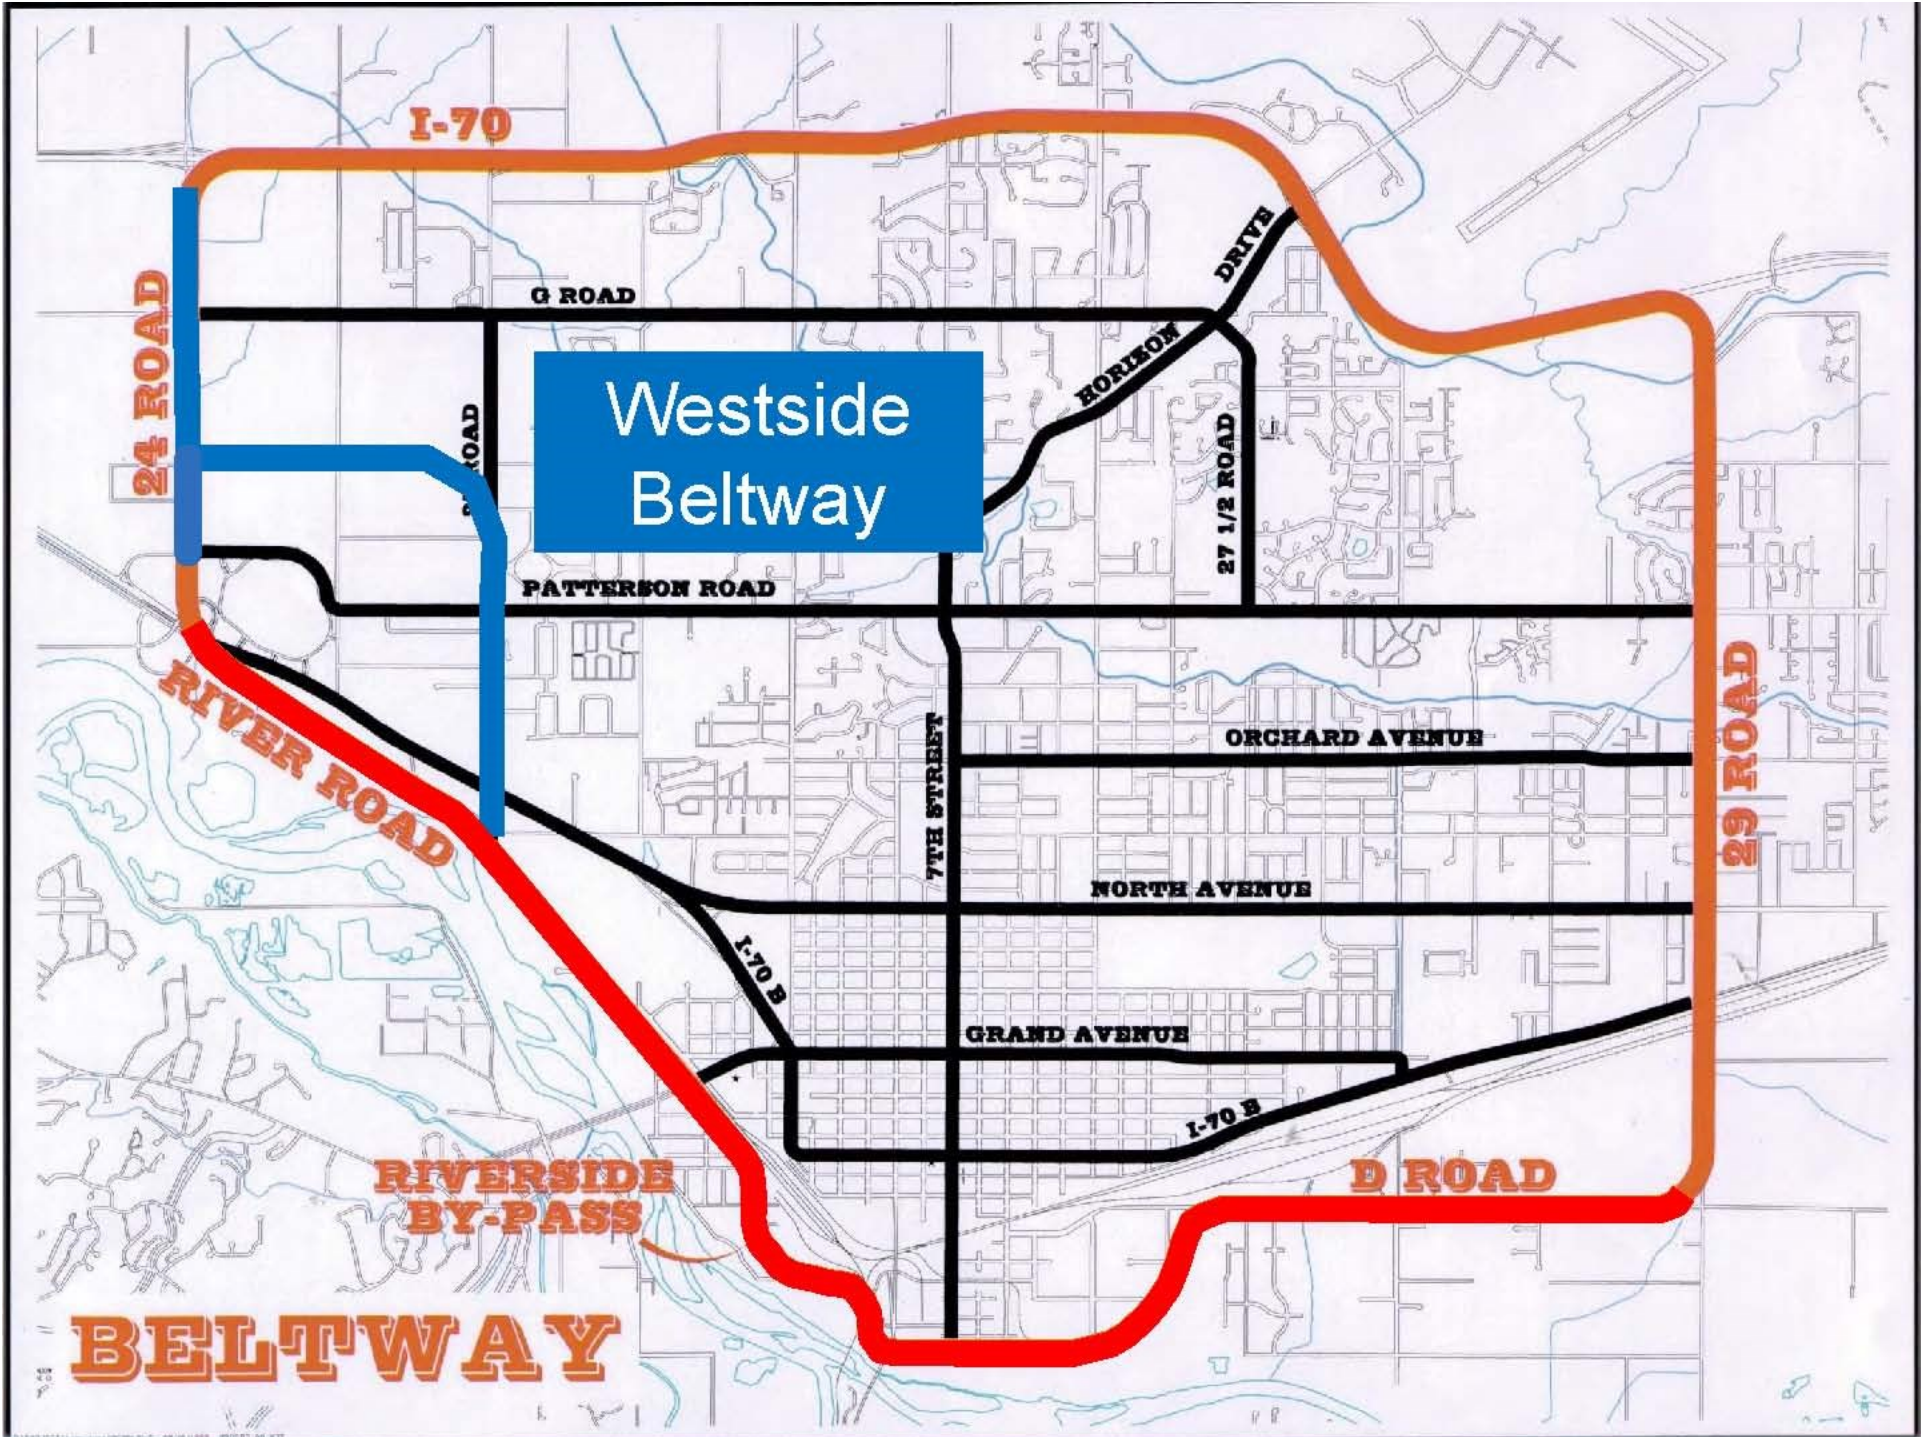 I-70
DRIVE
G ROAD
24 ROAD
HORIZON
Westside
Beltway
ROAD
27 1/2 ROAD
PATTERSON ROAD
RIVER ROAD
7TH STREET
ORCHARD AVENUE
29 ROAD
NORTH AVENUE
I-70 B
GRAND AVENUE
I-70 B
RIVERSIDE
BY-PASS
D ROAD
BELTWAY